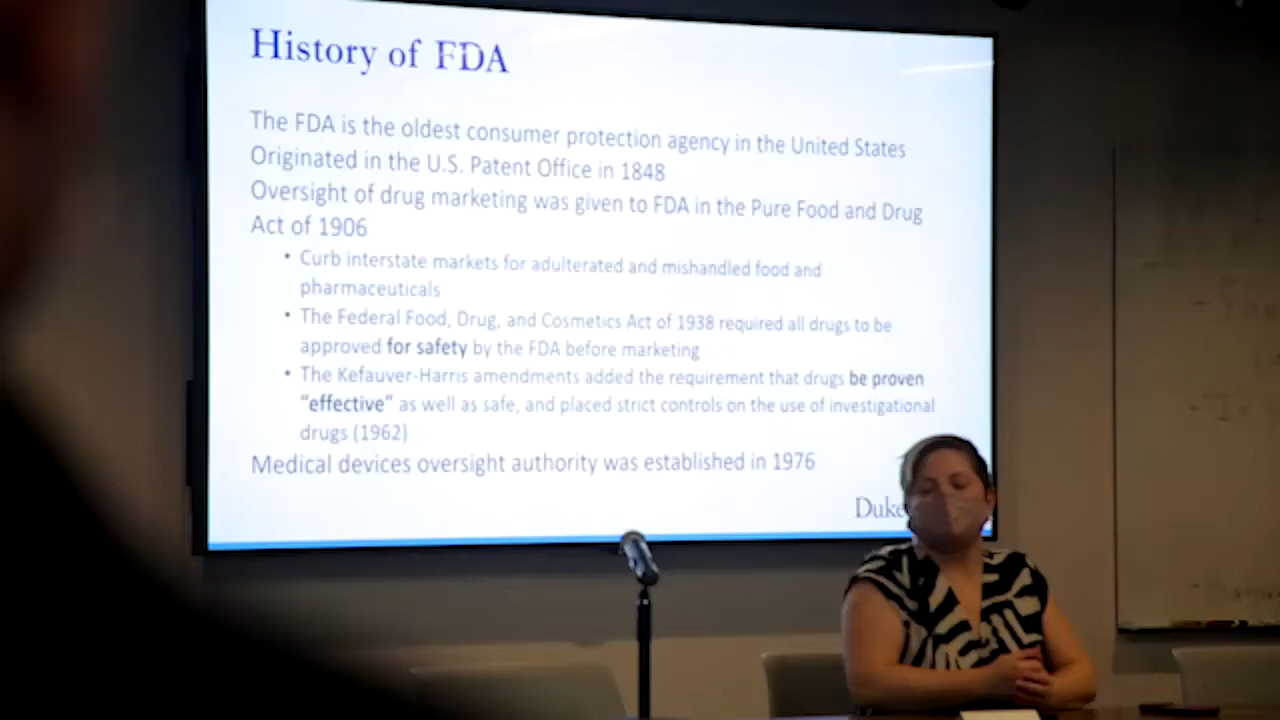 History of FDA
The FDA is the oldest consumer protection agency in the United States
Originated in the U.S. Patent Office in 1848
Oversight of drug marketing was given to FDA in the Pure Food and Drug
Act of 1906
• Curb interstate markets for adulterated and mishandled food and
pharmaceuticals
• The Federal Food, Drug, and Cosmetics Act of 1938 required all drugs to be
approved for safety by the FDA before marketing
• The Kefauver-Harris amendments added the requirement that drugs be proven
"effective" as well as safe, and placed strict controls on the use of investigational
drugs (1962)
Medical devices oversight authority was established in 1976
Duke